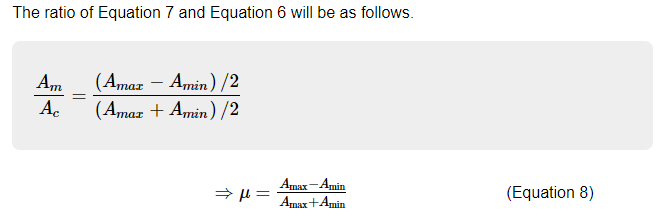 The ratio of Equation 7 and Equation 6 will be as follows.
A_m / A_c = (A_max − A_min) /2 / (A_max + A_min) /2
⇒ μ = A_max−A_min / A_max+A_min (Equation 8)